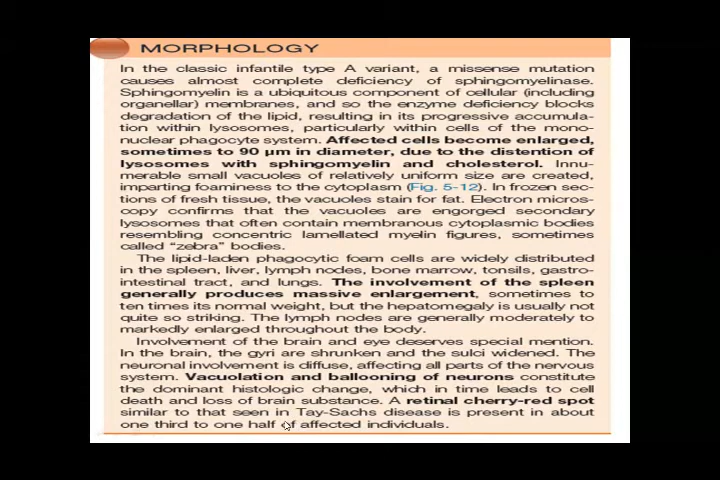 MORPHOLOGY
In the classic infantile type A variant, a missense mutation
causes almost complete deficiency of sphingomyelinase.
Sphingomyelin is a ubiquitous component of cellular (including
organellar) membranes, and so the enzyme deficiency blocks
degradation of the lipid, resulting in its progressive accumula-
tion within lysosomes, particularly within cells of the mono-
nuclear phagocyte system. Affected cells become enlarged,
sometimes to 90 µm in diameter, due to the distention of
lysosomes with sphingomyelin and cholesterol. Innu-
merable small vacuoles of relatively uniform size are created,
imparting foaminess to the cytoplasm (Fig. 5-12). In frozen sec-
tions of fresh tissue, the vacuoles stain for fat. Electron micros-
copy confirms that the vacuoles are engorged secondary
lysosomes that often contain membranous cytoplasmic bodies
resembling concentric lamellated myelin figures, sometimes
called “zebra” bodies.
The lipid-laden phagocytic foam cells are widely distributed
in the spleen, liver, lymph nodes, bone marrow, tonsils, gastro-
intestinal tract, and lungs. The involvement of the spleen
generally produces massive enlargement, sometimes to
ten times its normal weight, but the hepatomegaly is usually not
quite so striking. The lymph nodes are generally moderately to
markedly enlarged throughout the body.
Involvement of the brain and eye deserves special mention.
In the brain, the gyri are shrunken and the sulci widened. The
neuronal involvement is diffuse, affecting all parts of the nervous
system. Vacuolation and ballooning of neurons constitute
the dominant histologic change, which in time leads to cell
death and loss of brain substance. A retinal cherry-red spot
similar to that seen in Tay-Sachs disease is present in about
one third to one half of affected individuals.